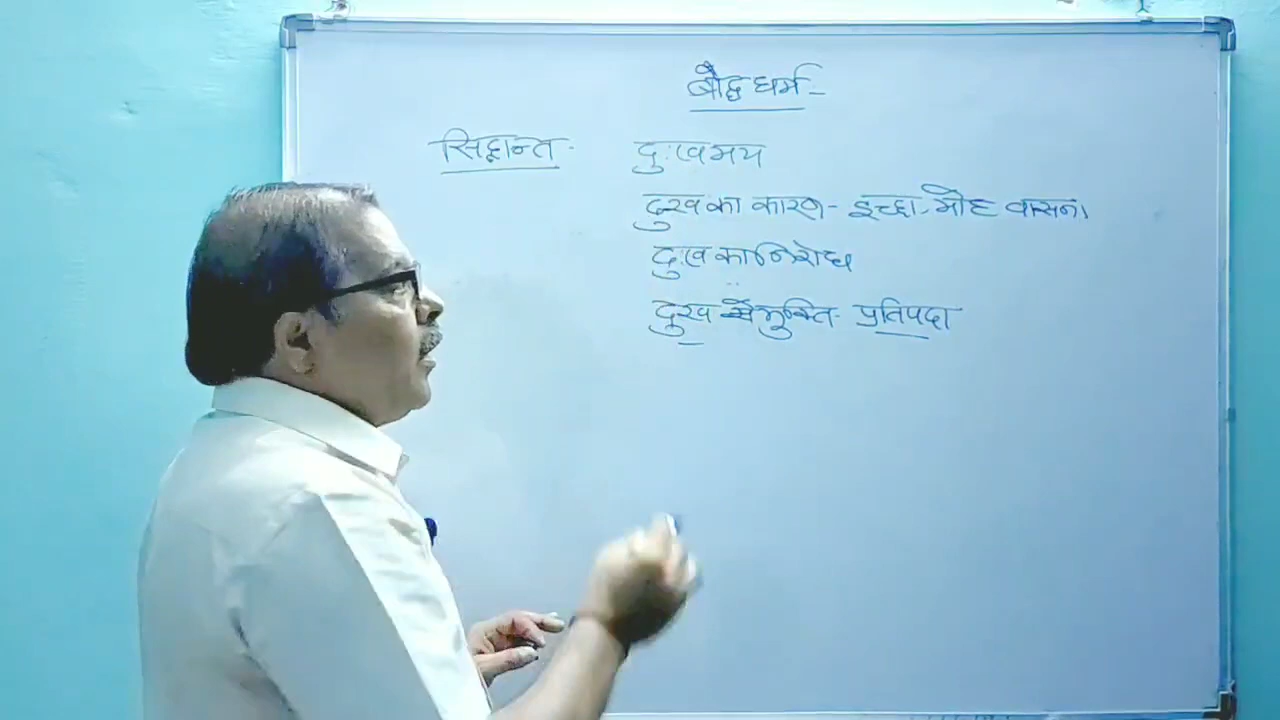 बौद्ध धर्म -
सिद्धान्त - दुःखमय
दुख का कारण - इच्छा, मोह वासना
दुःख का निरोध
दुख से मुक्ति - प्रतिपदा